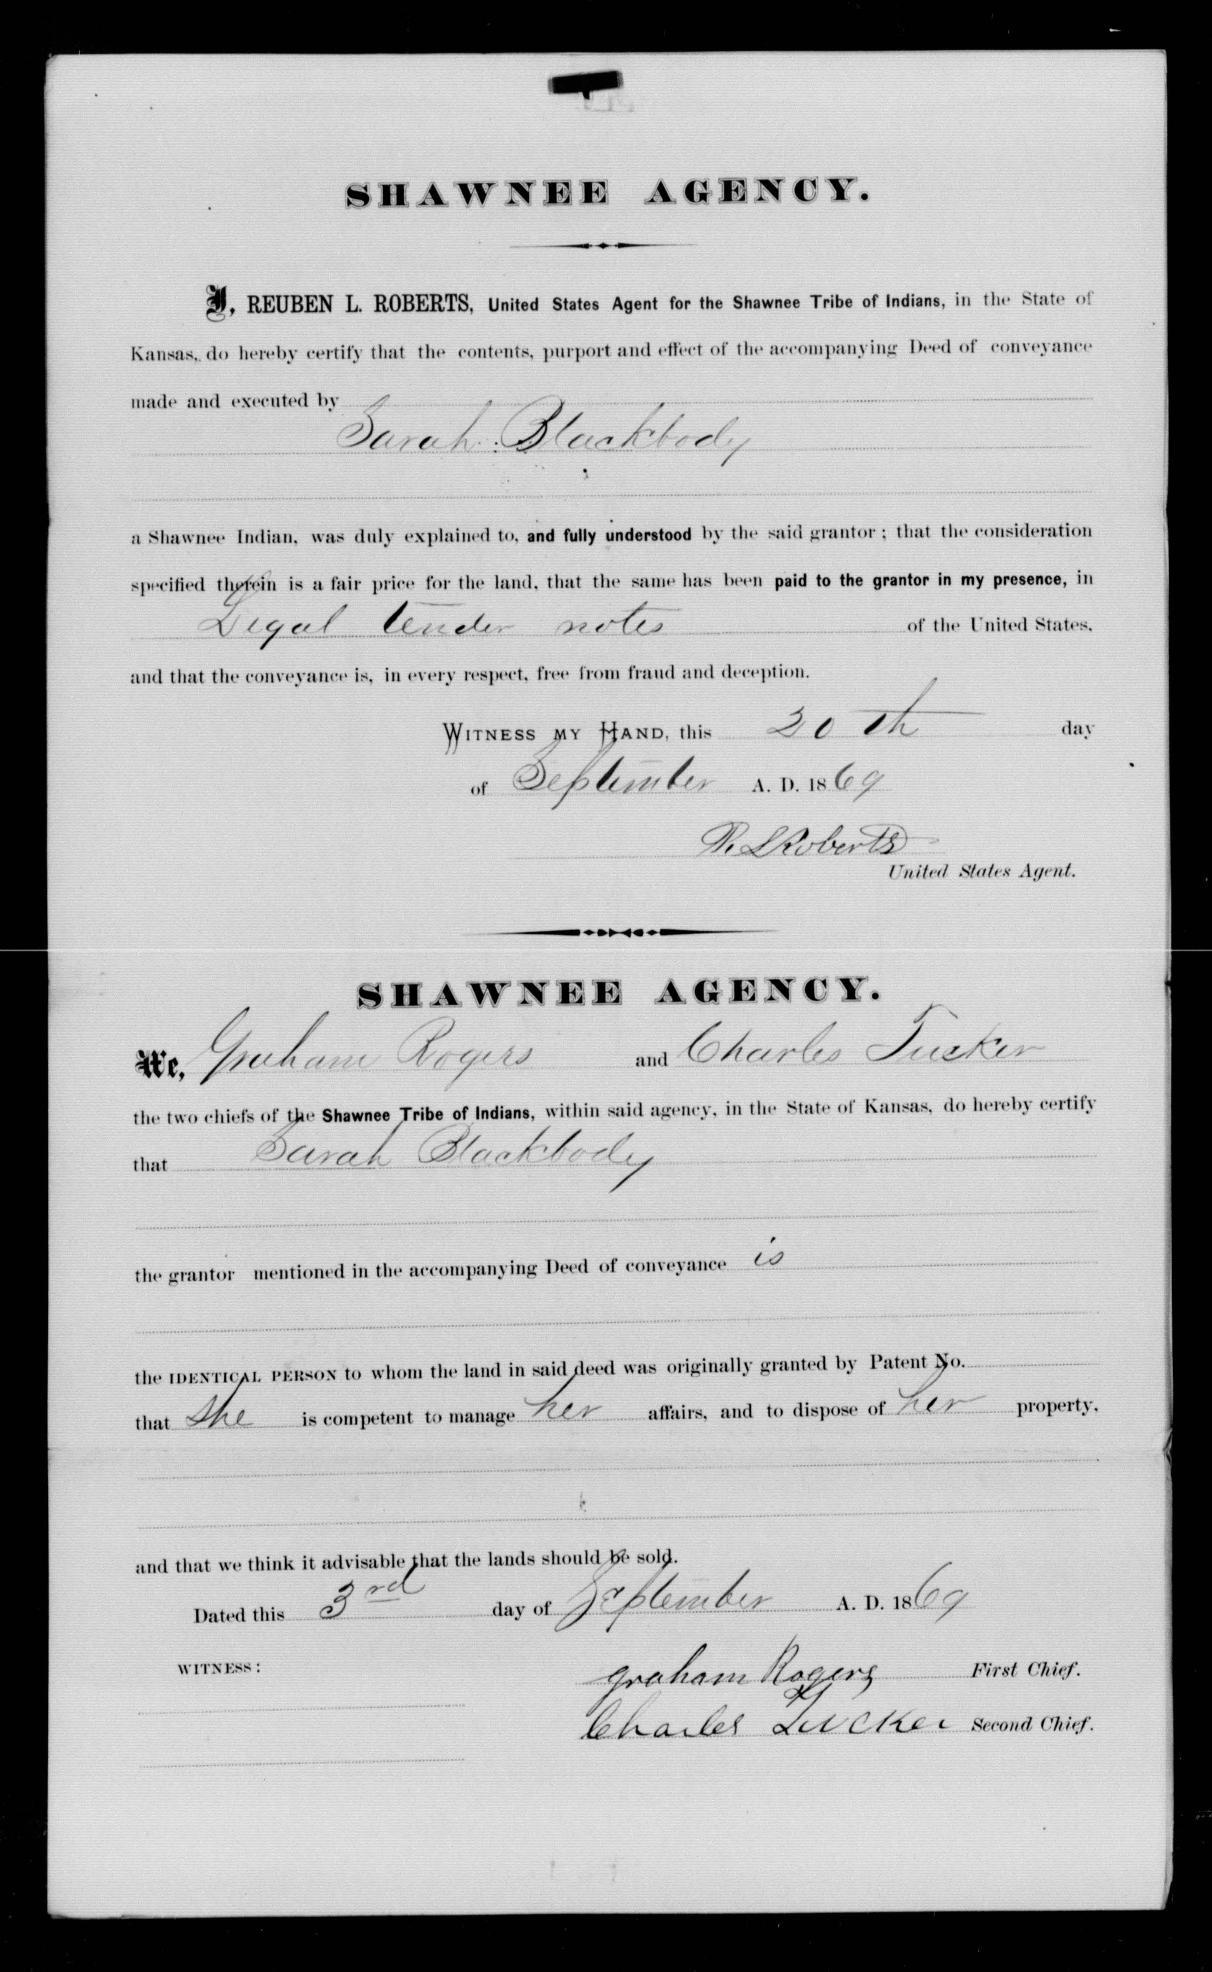 SHAWNEE AGENCY.
I, REUBEN L. ROBERTS, United States Agent for the Shawnee Tribe of Indians, in the State of
Kansas, do hereby certify that the contents, purport and effect of the accompanying Deed of conveyance
made and executed by
Sarah Blackbody
a Shawnee Indian, was duly explained to, and fully understood by the said grantor; that the consideration
specified therein is a fair price for the land, that the same has been paid to the grantor in my presence, in
Legal tender notes of the United States,
and that the conveyance is, in every respect, free from fraud and deception.
WITNESS MY HAND, this 20th day
of September A. D. 1869
R. L Roberts
United States Agent.
SHAWNEE AGENCY.
We, Graham Rogers and Charles Tucker
the two chiefs of the Shawnee Tribe of Indians, within said agency, in the State of Kansas, do hereby certify
that Sarah Blackbody
the grantor mentioned in the accompanying Deed of conveyance is
the IDENTICAL PERSON to whom the land in said deed was originally granted by Patent No.
that she is competent to manage her affairs, and to dispose of her property,
and that we think it advisable that the lands should be sold.
Dated this 3rd day of September A. D. 1869
WITNESS: graham Rogers First Chief.
Charles Tucker Second Chief.